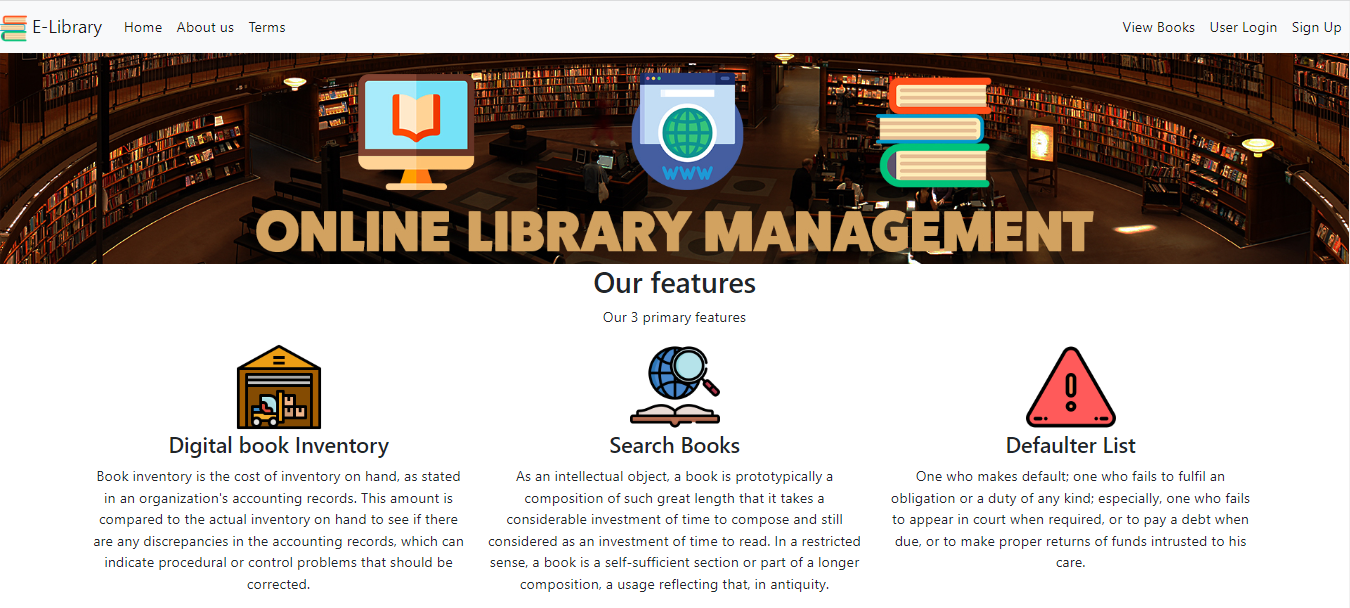 E-Library Home About us Terms View Books User Login Sign Up
WWW
ONLINE LIBRARY MANAGEMENT
Our features
Our 3 primary features
Digital book Inventory
Book inventory is the cost of inventory on hand, as stated
in an organization's accounting records. This amount is
compared to the actual inventory on hand to see if there
are any discrepancies in the accounting records, which can
indicate procedural or control problems that should be
corrected.
Search Books
As an intellectual object, a book is prototypically a
composition of such great length that it takes a
considerable investment of time to compose and still
considered as an investment of time to read. In a restricted
sense, a book is a self-sufficient section or part of a longer
composition, a usage reflecting that, in antiquity.
Defaulter List
One who makes default; one who fails to fulfil an
obligation or a duty of any kind; especially, one who fails
to appear in court when required, or to pay a debt when
due, or to make proper returns of funds intrusted to his
care.